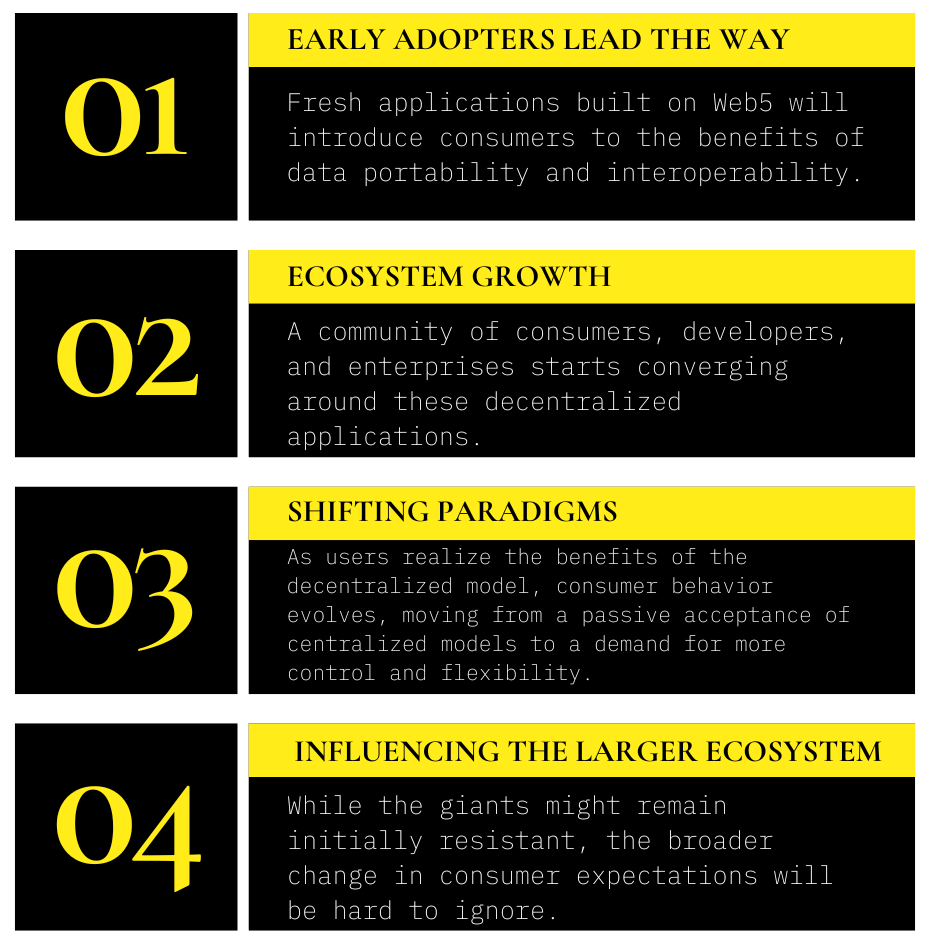 01
EARLY ADOPTERS LEAD THE WAY
Fresh applications built on Web5 will
introduce consumers to the benefits of
data portability and interoperability.
02
ECOSYSTEM GROWTH
A community of consumers, developers,
and enterprises starts converging
around these decentralized
applications.
03
SHIFTING PARADIGMS
As users realize the benefits of the
decentralized model, consumer behavior
evolves, moving from a passive acceptance of
centralized models to a demand for more
control and flexibility.
04
INFLUENCING THE LARGER ECOSYSTEM
While the giants might remain
initially resistant, the broader
change in consumer expectations will
be hard to ignore.